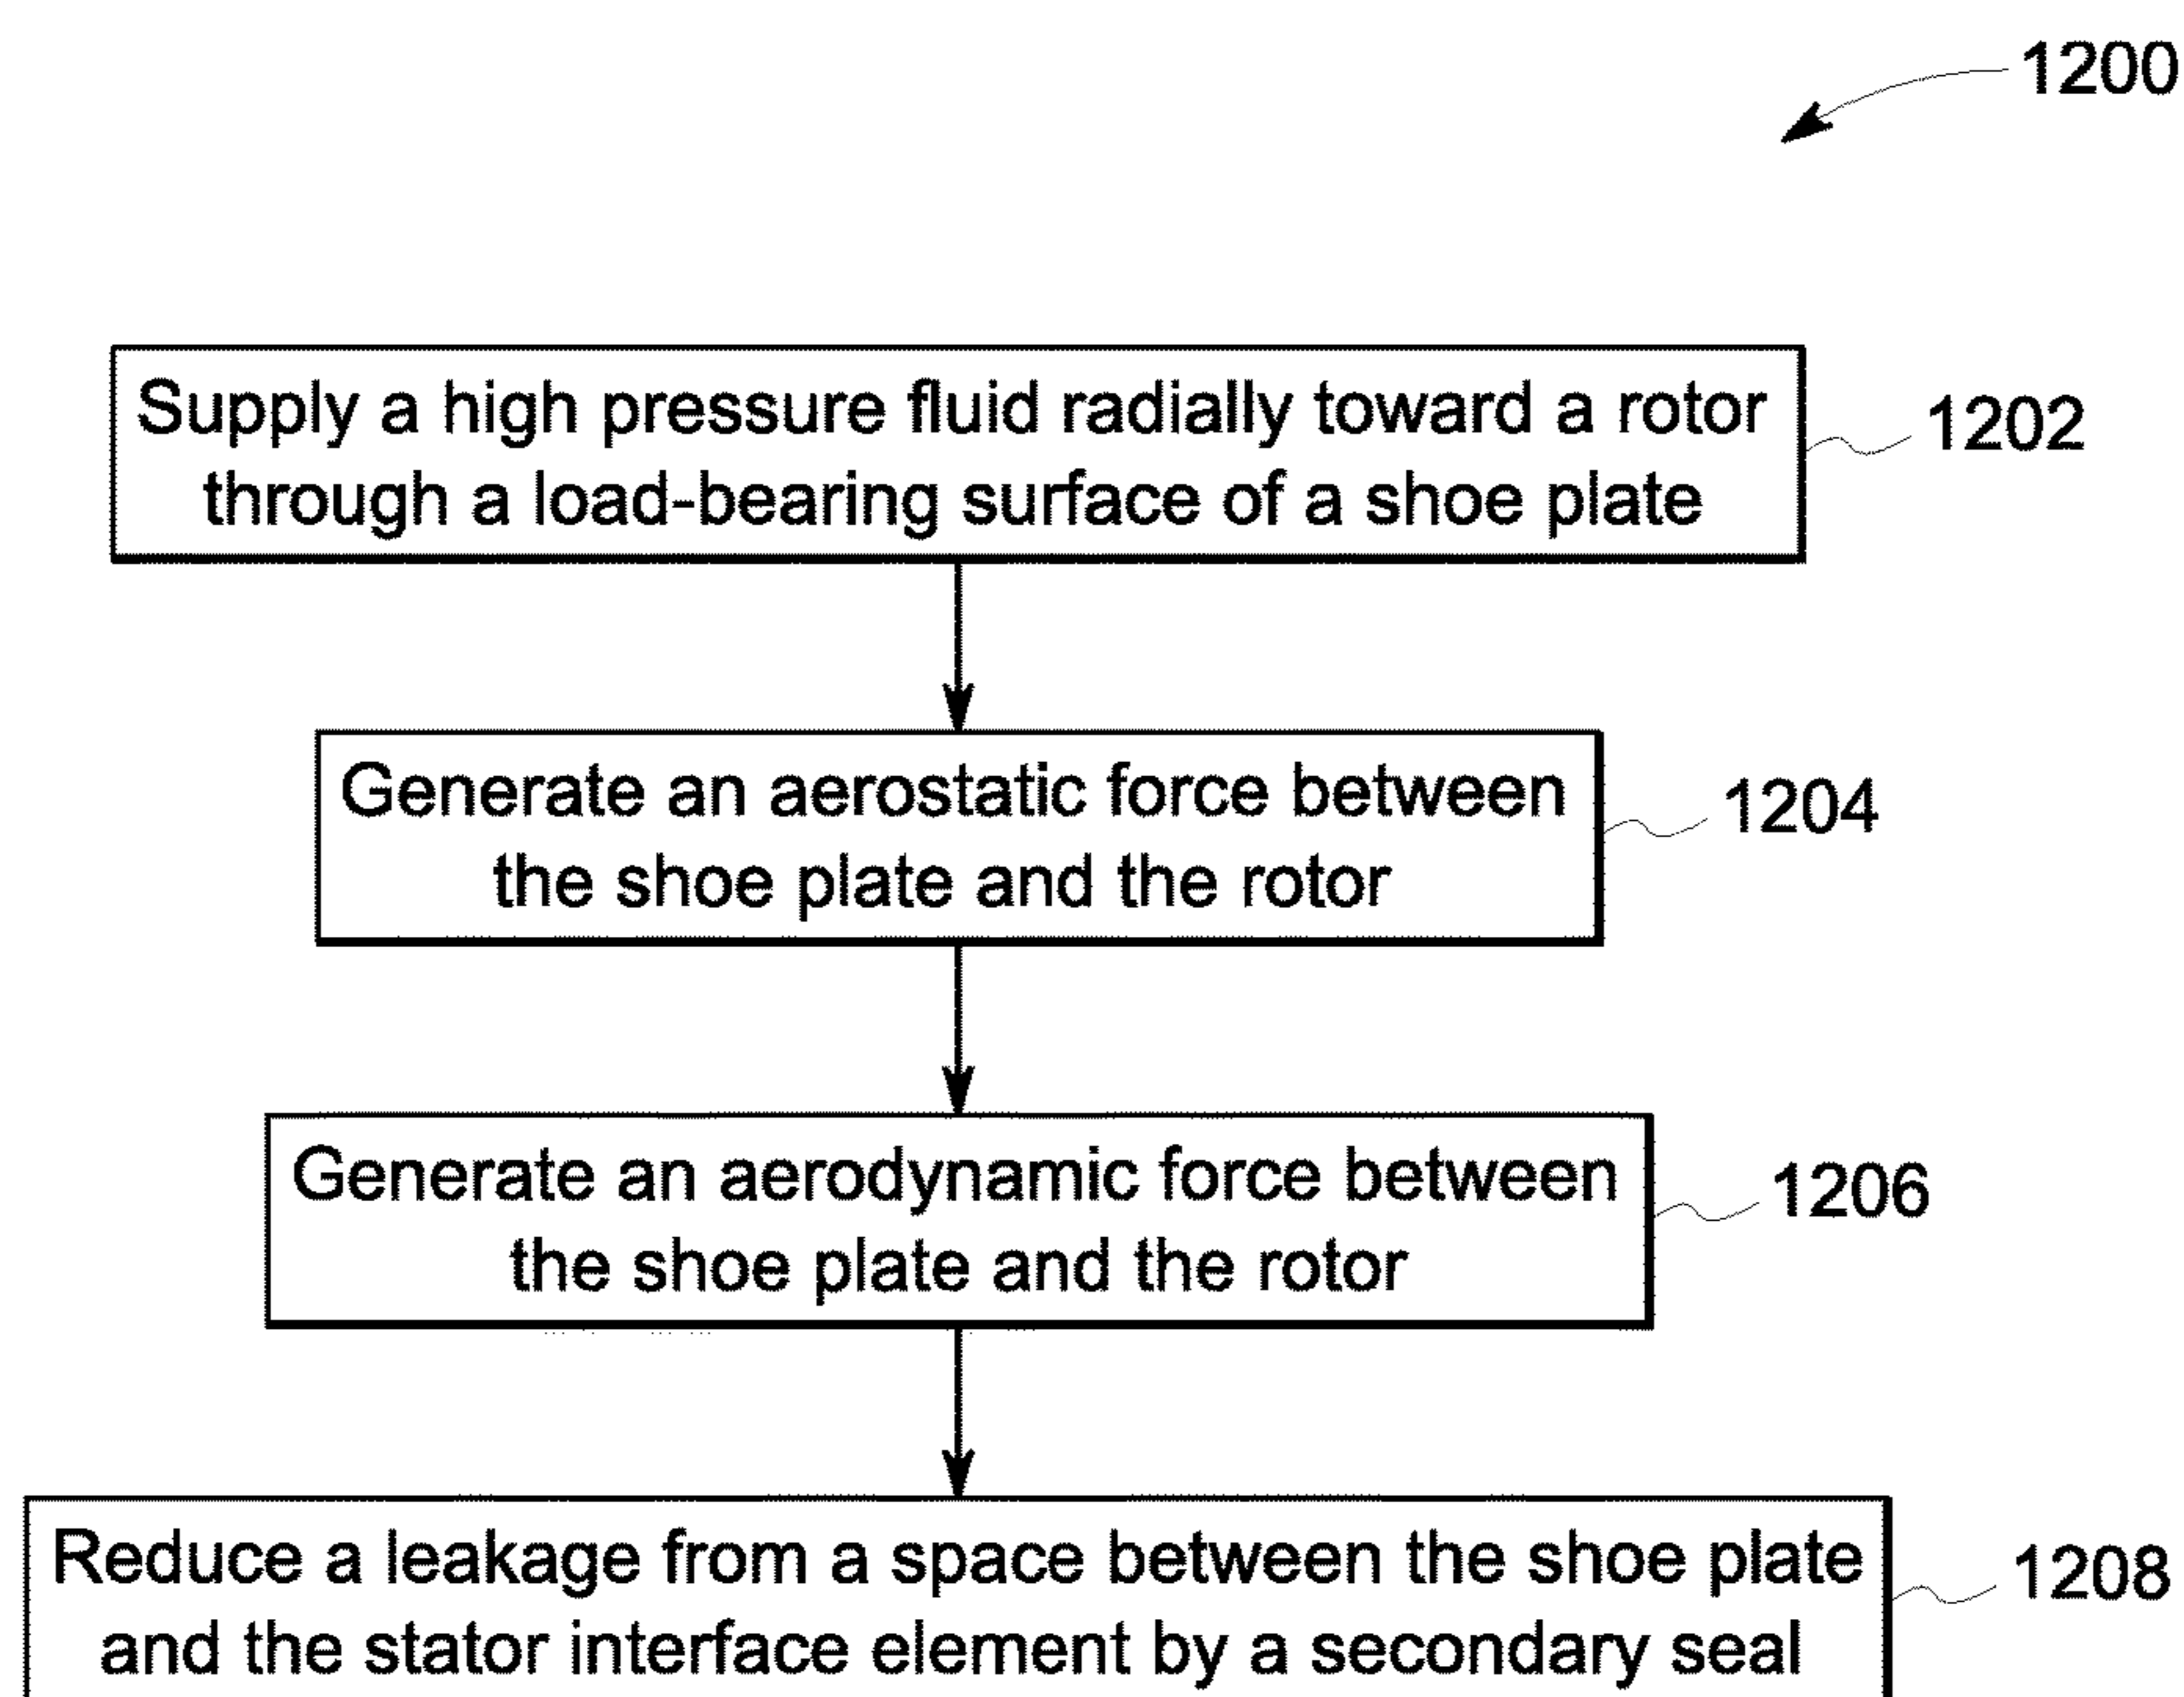 1200
Supply a high pressure fluid radially toward a rotor
through a load-bearing surface of a shoe plate
1202
Generate an aerostatic force between
the shoe plate and the rotor
1204
Generate an aerodynamic force between
the shoe plate and the rotor
1206
Reduce a leakage from a space between the shoe plate
and the stator interface element by a secondary seal
1208